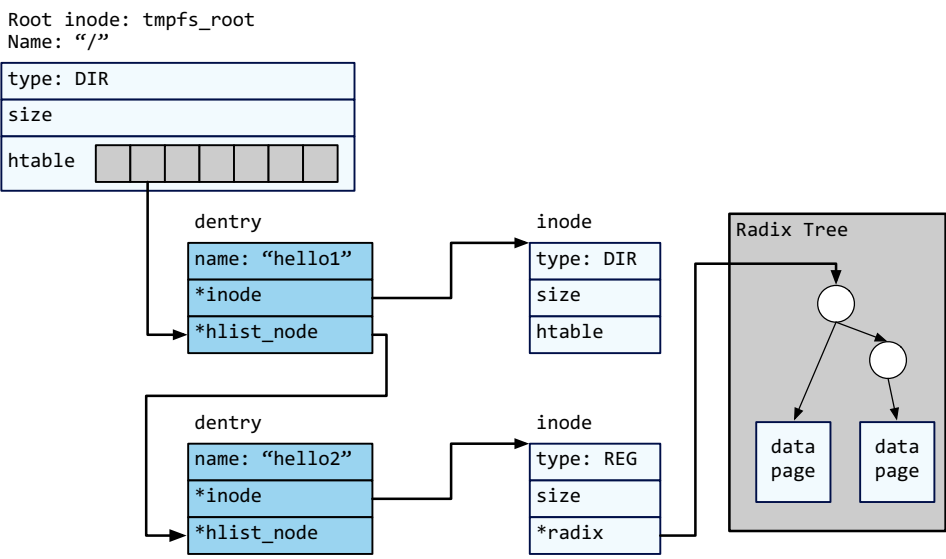 Root inode: tmpfs_root
Name: “/”
type: DIR
size
htable
dentry
name: “hello1”
*inode
*hlist_node
inode
type: DIR
size
htable
Radix Tree
data
page
data
page
dentry
name: “hello2”
*inode
*hlist_node
inode
type: REG
size
*radix